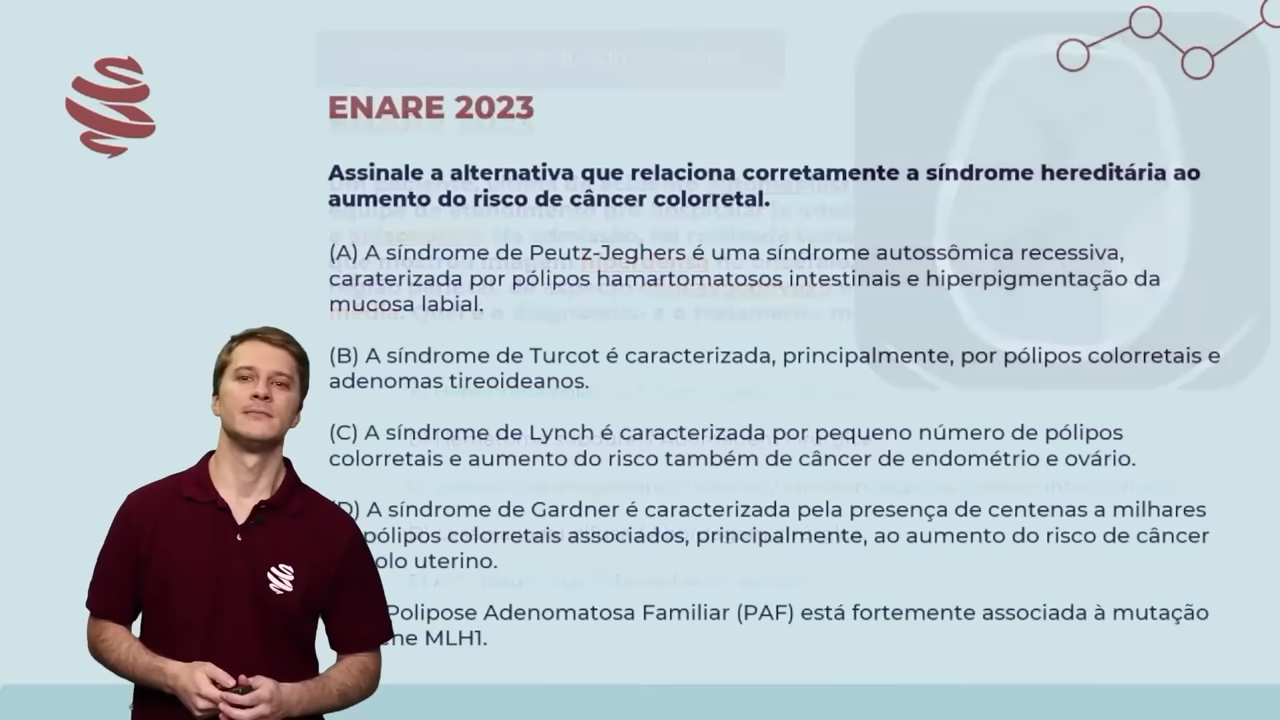 ENARE 2023
Assinale a alternativa que relaciona corretamente a síndrome hereditária ao
aumento do risco de câncer colorretal.
(A) A síndrome de Peutz-Jeghers é uma síndrome autossômica recessiva,
caraterizada por pólipos hamartomatosos intestinais e hiperpigmentação da
mucosa labial.
(B) A síndrome de Turcot é caracterizada, principalmente, por pólipos colorretais e
adenomas tireoideanos.
(C) A síndrome de Lynch é caracterizada por pequeno número de pólipos
colorretais e aumento do risco também de câncer de endométrio e ovário.
D) A síndrome de Gardner é caracterizada pela presença de centenas a milhares
pólipos colorretais associados, principalmente, ao aumento do risco de câncer
olo uterino.
Polipose Adenomatosa Familiar (PAF) está fortemente associada à mutação
ene MLH1.